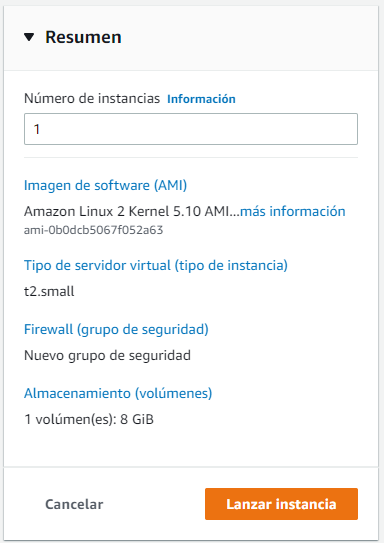 Resumen
Número de instancias Información
1
Imagen de software (AMI)
Amazon Linux 2 Kernel 5.10 AMI...más información
ami-0b0dcb5067f052a63
Tipo de servidor virtual (tipo de instancia)
t2.small
Firewall (grupo de seguridad)
Nuevo grupo de seguridad
Almacenamiento (volúmenes)
1 volúmen(es): 8 GiB
Cancelar Lanzar instancia